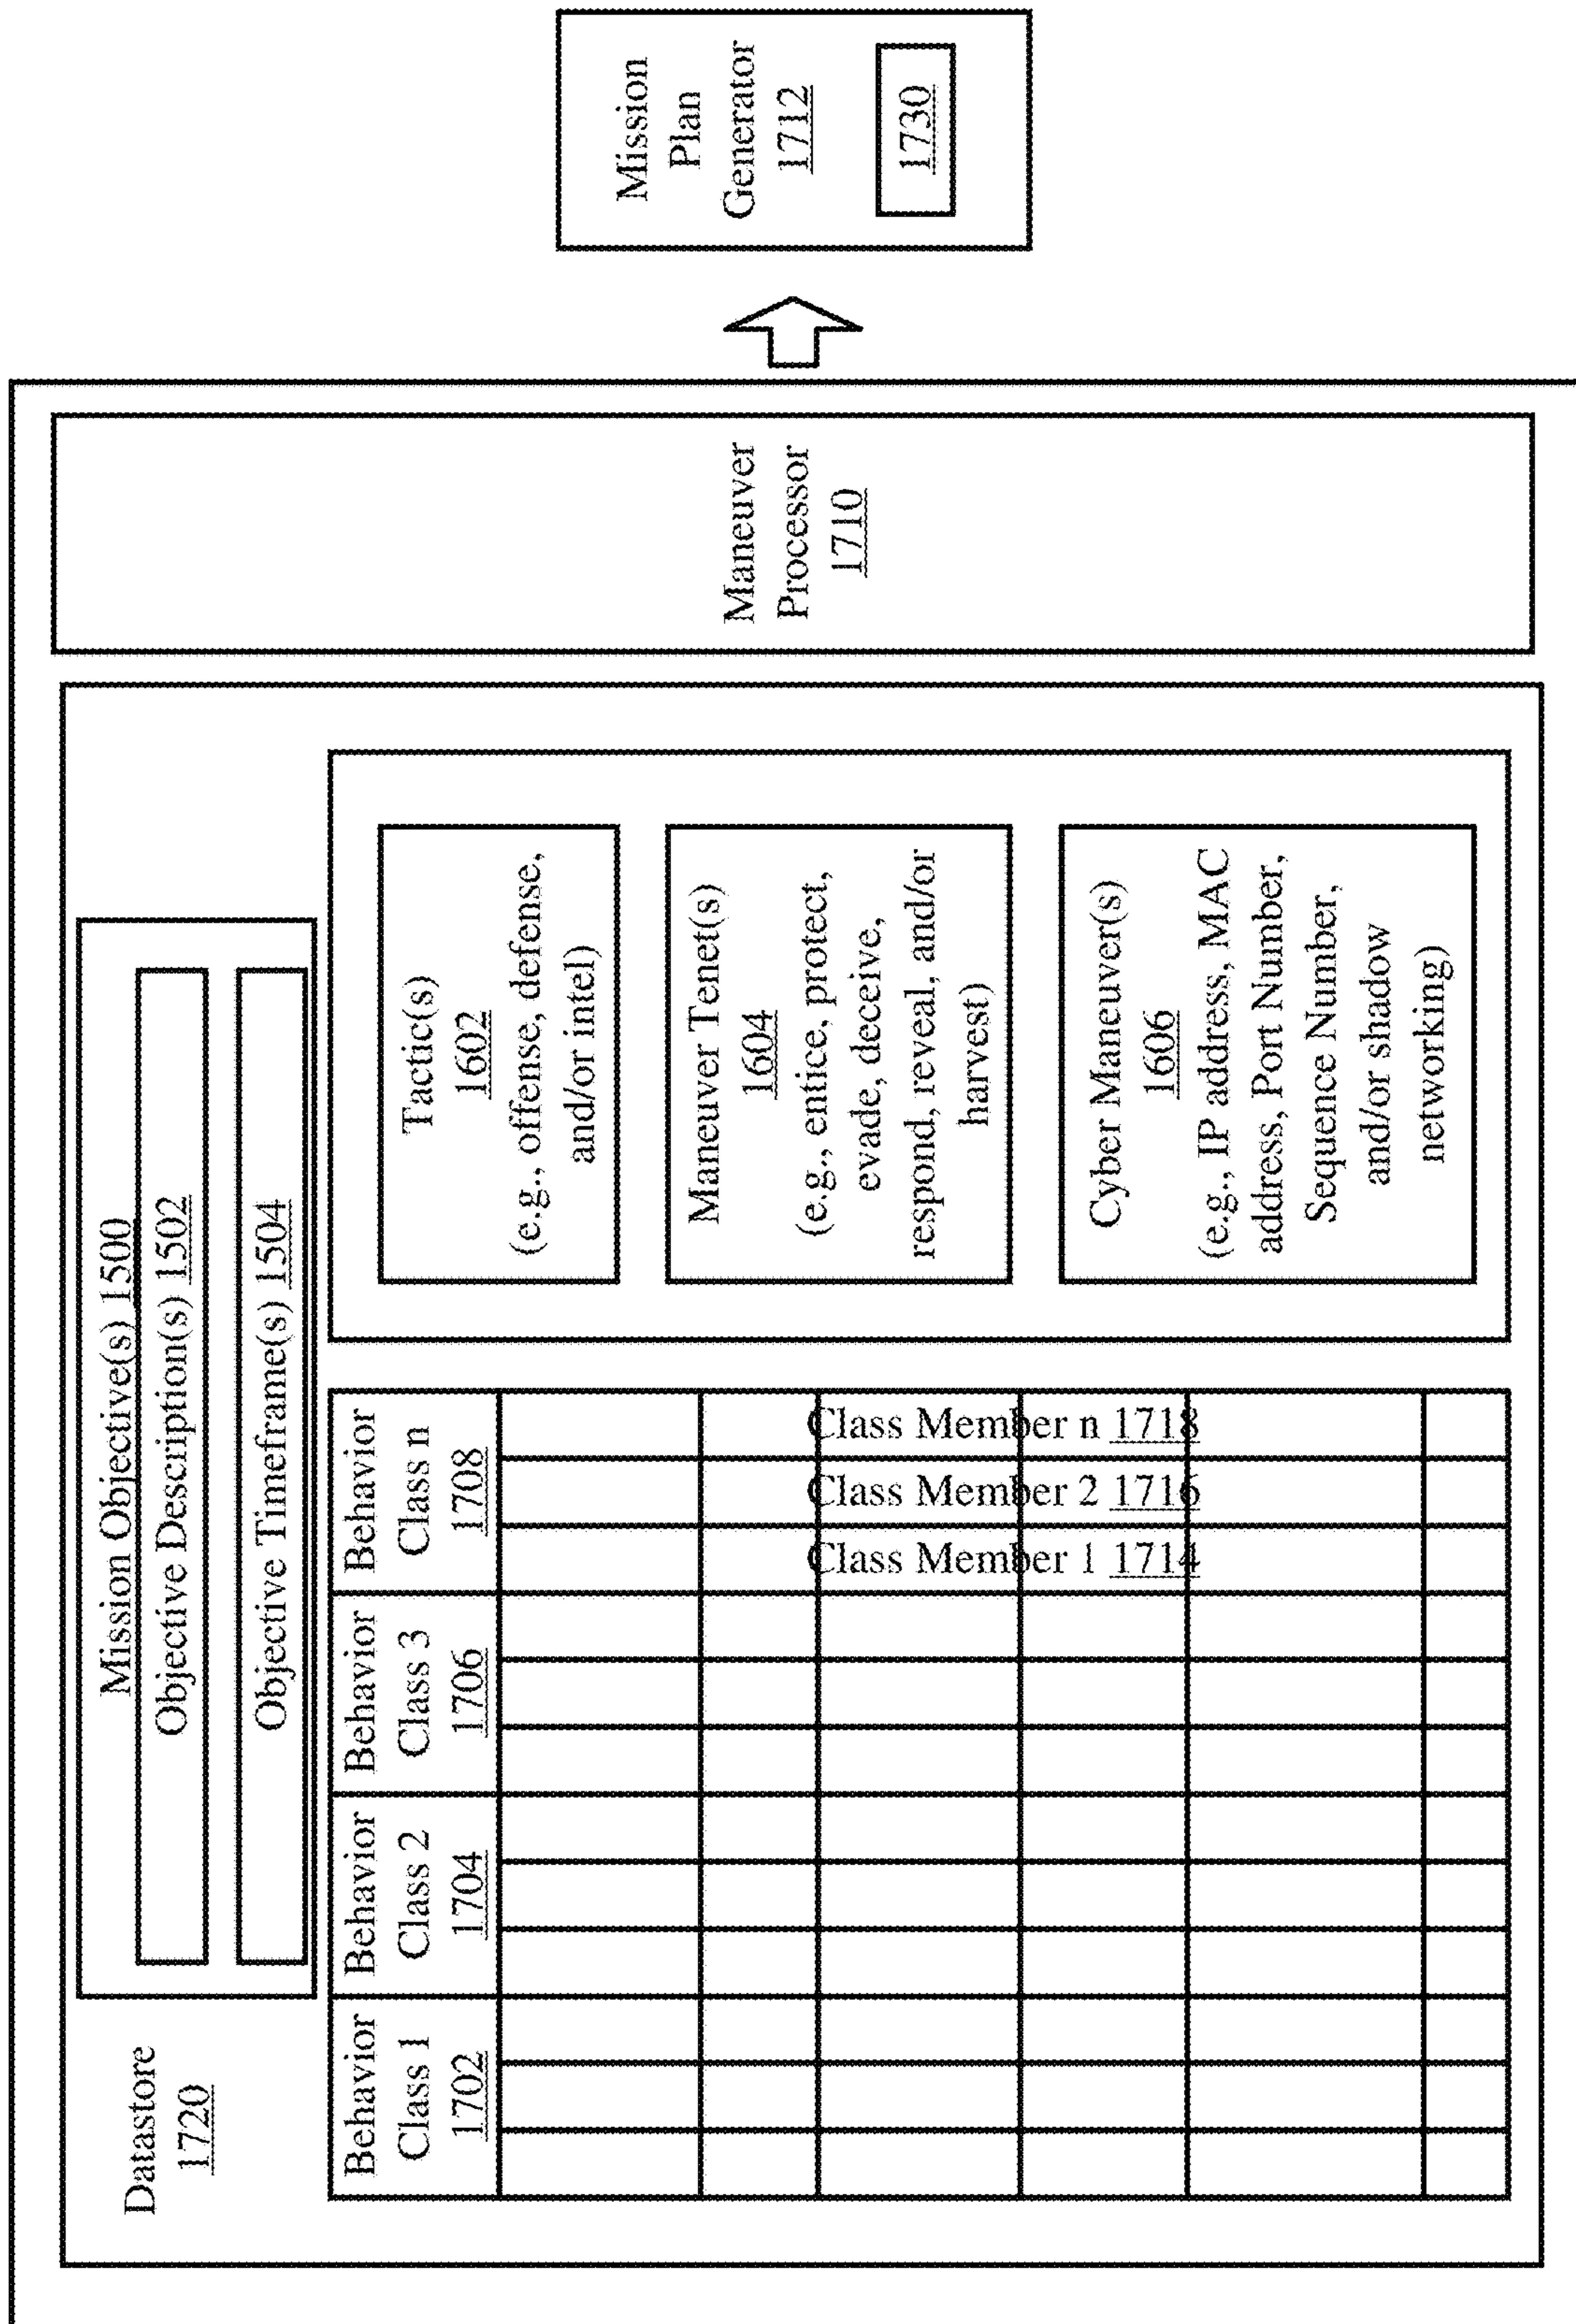 Datastore
1720
Mission Objective(s) 1500
Objective Description(s) 1502
Objective Timeframe(s) 1504
Behavior
Class 1
1702
Behavior
Class 2
1704
Behavior
Class 3
1706
Behavior
Class n
1708
Class Member 1 1714
Class Member 2 1716
Class Member n 1718
Tactic(s)
1602
(e.g., offense, defense,
and/or intel)
Maneuver Tenet(s)
1604
(e.g., entice, protect,
evade, deceive,
respond, reveal, and/or
harvest)
Cyber Maneuver(s)
1606
(e.g., IP address, MAC
address, Port Number,
Sequence Number,
and/or shadow
networking)
Maneuver
Processor
1710
Mission
Plan
Generator
1712
1730